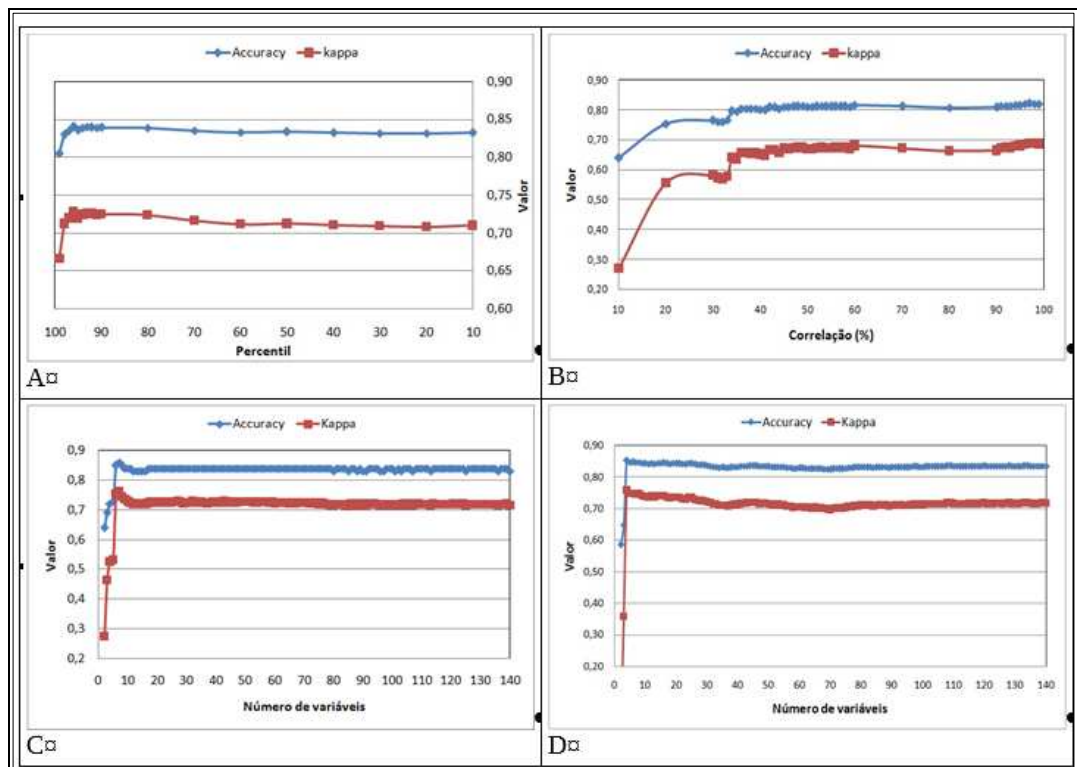 Accuracy kappa
0,90
0,85
0,80
0,75
0,70
0,65
0,60
Valor
100 90 80 70 60 50 40 30 20 10
Percentil
A¤
Accuracy kappa
0,90
0,80
0,70
0,60
0,50
0,40
0,30
0,20
Valor
10 20 30 40 50 60 70 80 90 100
Correlação (%)
B¤
Accuracy Kappa
0,9
0,8
0,7
0,6
0,5
0,4
0,3
0,2
Valor
0 10 20 30 40 50 60 70 80 90 100 110 120 130 140
Número de variáveis
C¤
Accuracy Kappa
0,90
0,80
0,70
0,60
0,50
0,40
0,30
0,20
Valor
0 10 20 30 40 50 60 70 80 90 100 110 120 130 140
Número de variáveis
D¤